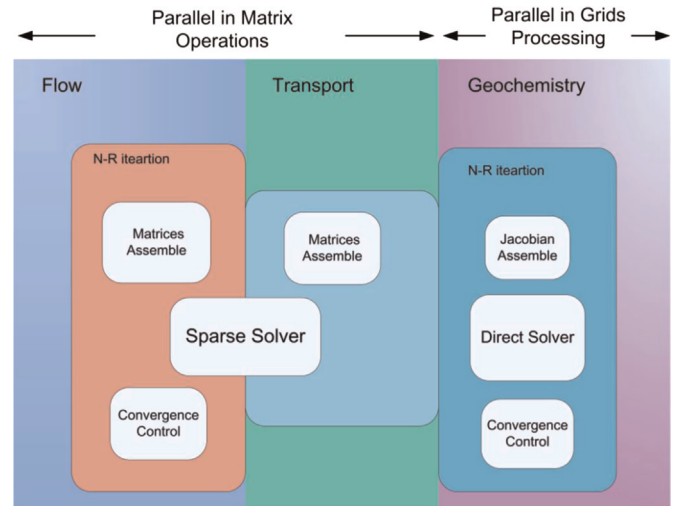 Parallel in Matrix
Operations
Parallel in Grids
Processing
Flow
Transport
Geochemistry
N-R iteartion
Matrices
Assemble
Matrices
Assemble
Sparse Solver
Convergence
Control
N-R iteartion
Jacobian
Assemble
Direct Solver
Convergence
Control